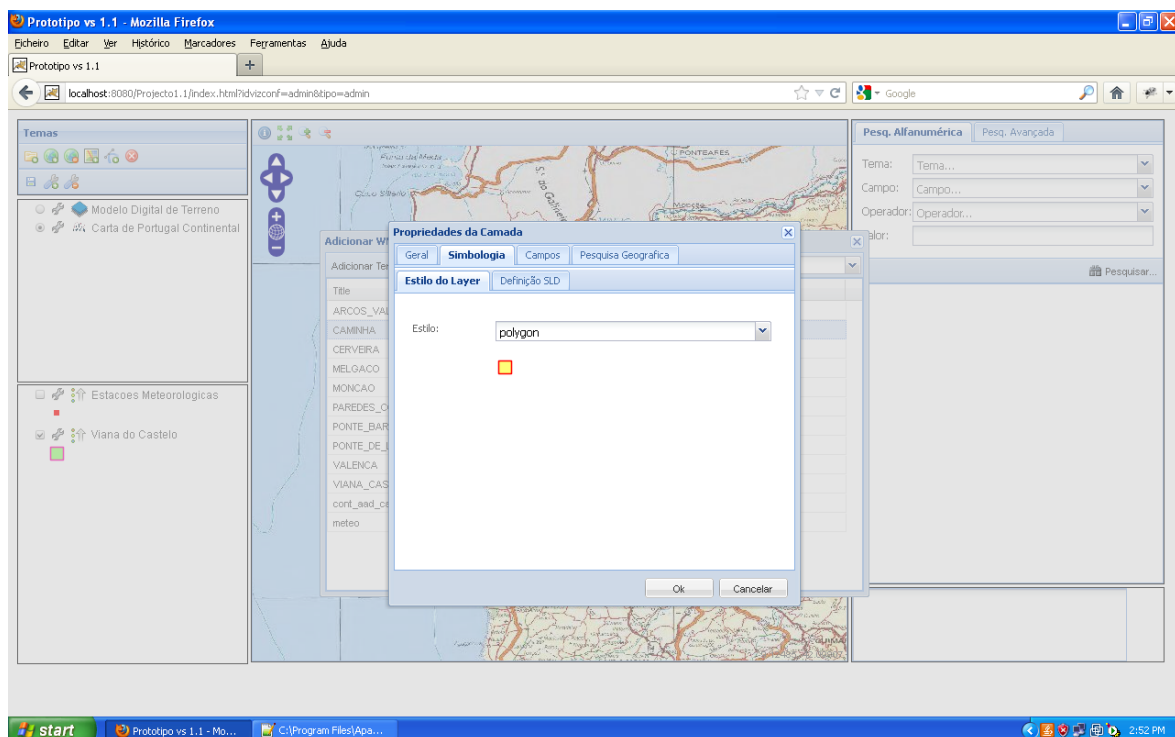 Prototipo vs 1.1 - Mozilla Firefox
Ficheiro Editar Ver Histórico Marcadores Ferramentas Ajuda
Prototipo vs 1.1
localhost:8080/Projecto1.1/index.html?idvizconf=admin&tipo=admin
Google
Temas
Modelo Digital de Terreno
Carta de Portugal Continental
Estacoes Meteorologicas
Viana do Castelo
PONTEAREAS
Adicionar W
Adicionar Te
Title
ARCOS_VAL
CAMINHA
CERVEIRA
MELGACO
MONCAO
PAREDES_C
PONTE_BAR
PONTE_DE_
VALENCA
VIANA_CAS
cont_aad_c
meteo
Propriedades da Camada
Geral Simbologia Campos Pesquisa Geografica
Estilo do Layer Definição SLD
Estilo: polygon
Ok Cancelar
Pesq. Alfanumérica Pesq. Avançada
Tema: Tema...
Campo: Campo...
Operador: Operador...
alor:
Pesquisar...
start Prototipo vs 1.1 - Mo... C:\Program Files\Apa... 2:52 PM